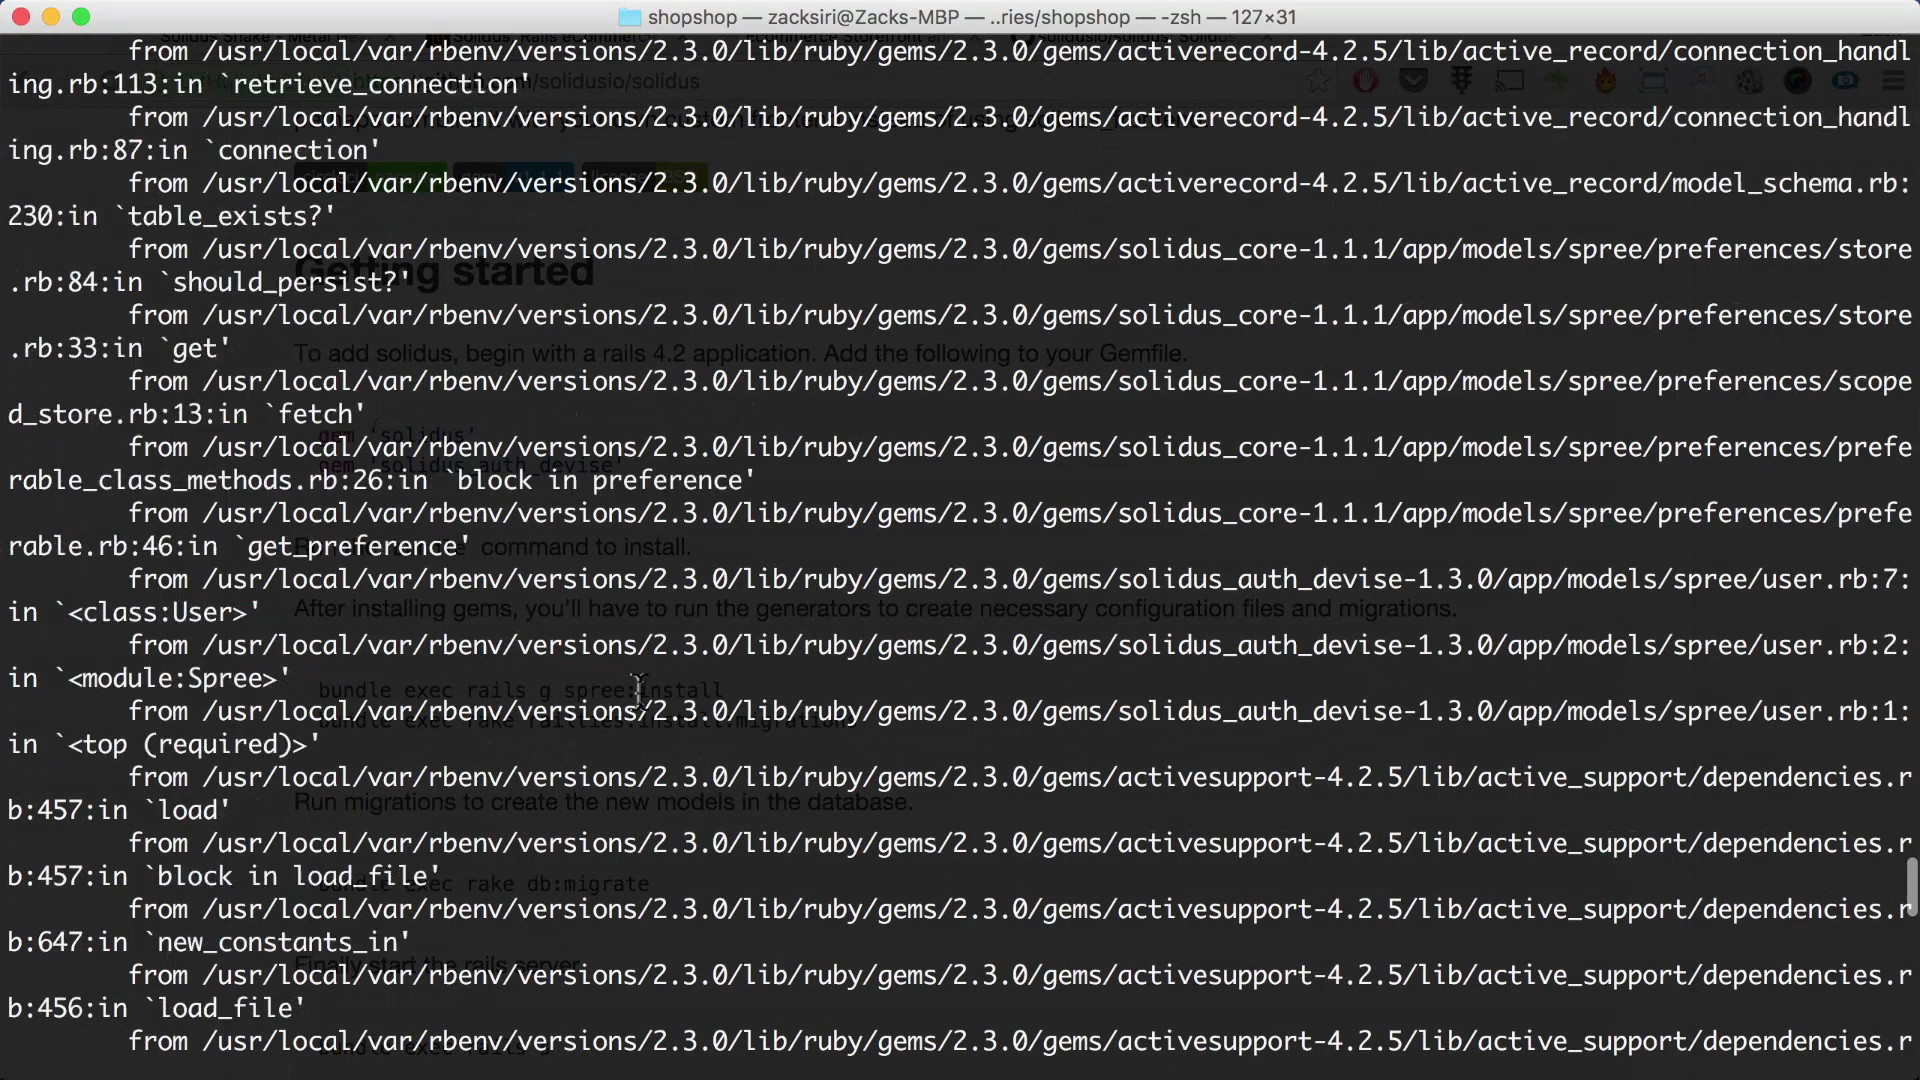 shopshop — zacksiri@Zacks-MBP — ..ries/shopshop — -zsh — 127×31
from /usr/local/var/rbenv/versions/2.3.0/lib/ruby/gems/2.3.0/gems/activerecord-4.2.5/lib/active_record/connection_handl
ing.rb:113:in `retrieve_connection'
com/solidusio/solidus
from /usr/local/var/rbenv/versions/2.3.0/lib/ruby/gems/2.3.0/gems/activerecord-4.2.5/lib/active_record/connection_handl
ing.rb:87:in `connection'
from /usr/local/var/rbenv/versions/2.3.0/lib/ruby/gems/2.3.0/gems/activerecord-4.2.5/lib/active_record/model_schema.rb:
230:in `table_exists?'
from /usr/local/var/rbenv/versions/2.3.0/lib/ruby/gems/2.3.0/gems/solidus_core-1.1.1/app/models/spree/preferences/store
Getting started
.rb:84:in `should_persist?'
from /usr/local/var/rbenv/versions/2.3.0/lib/ruby/gems/2.3.0/gems/solidus_core-1.1.1/app/models/spree/preferences/store
.rb:33:in `get'
To add solidus, begin with a rails 4.2 application. Add the following to your Gemfile.
from /usr/local/var/rbenv/versions/2.3.0/lib/ruby/gems/2.3.0/gems/solidus_core-1.1.1/app/models/spree/preferences/scope
d_store.rb:13:in `fetch'
gem 'solidus'
from /usr/local/var/rbenv/versions/2.3.0/lib/ruby/gems/2.3.0/gems/solidus_core-1.1.1/app/models/spree/preferences/prefe
gem 'solidus_auth_devise'
rable_class_methods.rb:26:in `block in preference'
from /usr/local/var/rbenv/versions/2.3.0/lib/ruby/gems/2.3.0/gems/solidus_core-1.1.1/app/models/spree/preferences/prefe
rable.rb:46:in `get_preference'
command to install.
from /usr/local/var/rbenv/versions/2.3.0/lib/ruby/gems/2.3.0/gems/solidus_auth_devise-1.3.0/app/models/spree/user.rb:7:
in `<class:User>'
After installing gems, you'll have to run the generators to create necessary configuration files and migrations.
from /usr/local/var/rbenv/versions/2.3.0/lib/ruby/gems/2.3.0/gems/solidus_auth_devise-1.3.0/app/models/spree/user.rb:2:
in `<module:Spree>'
bundle exec rails g spree:install
from /usr/local/var/rbenv/versions/2.3.0/lib/ruby/gems/2.3.0/gems/solidus_auth_devise-1.3.0/app/models/spree/user.rb:1:
bundle exec rake railties:install:migrations
in `<top (required)>'
from /usr/local/var/rbenv/versions/2.3.0/lib/ruby/gems/2.3.0/gems/activesupport-4.2.5/lib/active_support/dependencies.r
b:457:in `load'
Run migrations to create the new models in the database.
from /usr/local/var/rbenv/versions/2.3.0/lib/ruby/gems/2.3.0/gems/activesupport-4.2.5/lib/active_support/dependencies.r
b:457:in `block in load_file'
bundle exec rake db:migrate
from /usr/local/var/rbenv/versions/2.3.0/lib/ruby/gems/2.3.0/gems/activesupport-4.2.5/lib/active_support/dependencies.r
b:647:in `new_constants_in'
Finally start the rails server
from /usr/local/var/rbenv/versions/2.3.0/lib/ruby/gems/2.3.0/gems/activesupport-4.2.5/lib/active_support/dependencies.r
b:456:in `load_file'
from /usr/local/var/rbenv/versions/2.3.0/lib/ruby/gems/2.3.0/gems/activesupport-4.2.5/lib/active_support/dependencies.r
bundle exec rails s